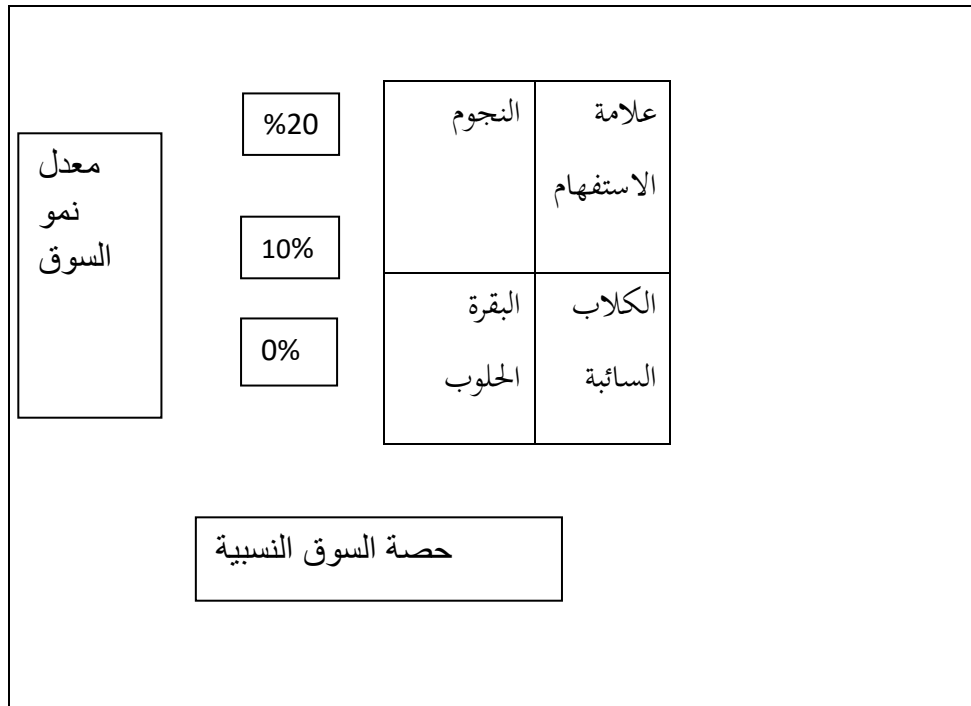 %20
علامة
الاستفهام
النجوم
معدل
نمو
السوق
10%
0%
الكلاب
السائبة
البقرة
الحلوب
حصة السوق النسبية